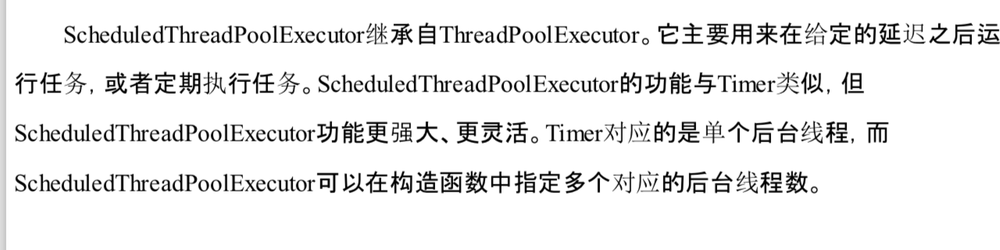 ScheduledThreadPoolExecutor继承自ThreadPoolExecutor。它主要用来在给定的延迟之后运
行任务，或者定期执行任务。ScheduledThreadPoolExecutor的功能与Timer类似，但
ScheduledThreadPoolExecutor功能更强大、更灵活。Timer对应的是单个后台线程，而
ScheduledThreadPoolExecutor可以在构造函数中指定多个对应的后台线程数。